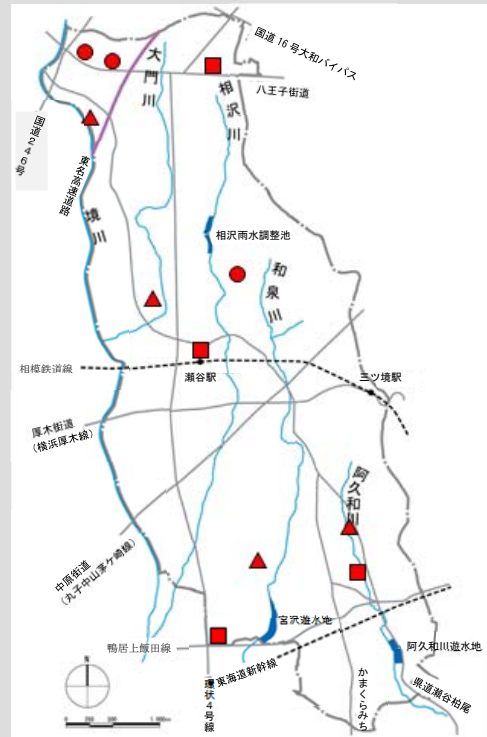 国道16号大和バイパス
八王子街道
大門川
相沢川
国道246号
東名高速道路
境川
相沢雨水調整池
和泉川
相模鉄道線
瀬谷駅
三ツ境駅
厚木街道
(横浜厚木線)
阿久和川
中原街道
(丸子中山茅ケ崎線)
宮沢遊水地
鴨居上飯田線
阿久和川遊水地
東海道新幹線
環状4号線
かまくらみち
県道瀬谷柏尾
N
0 250 500 1,000m